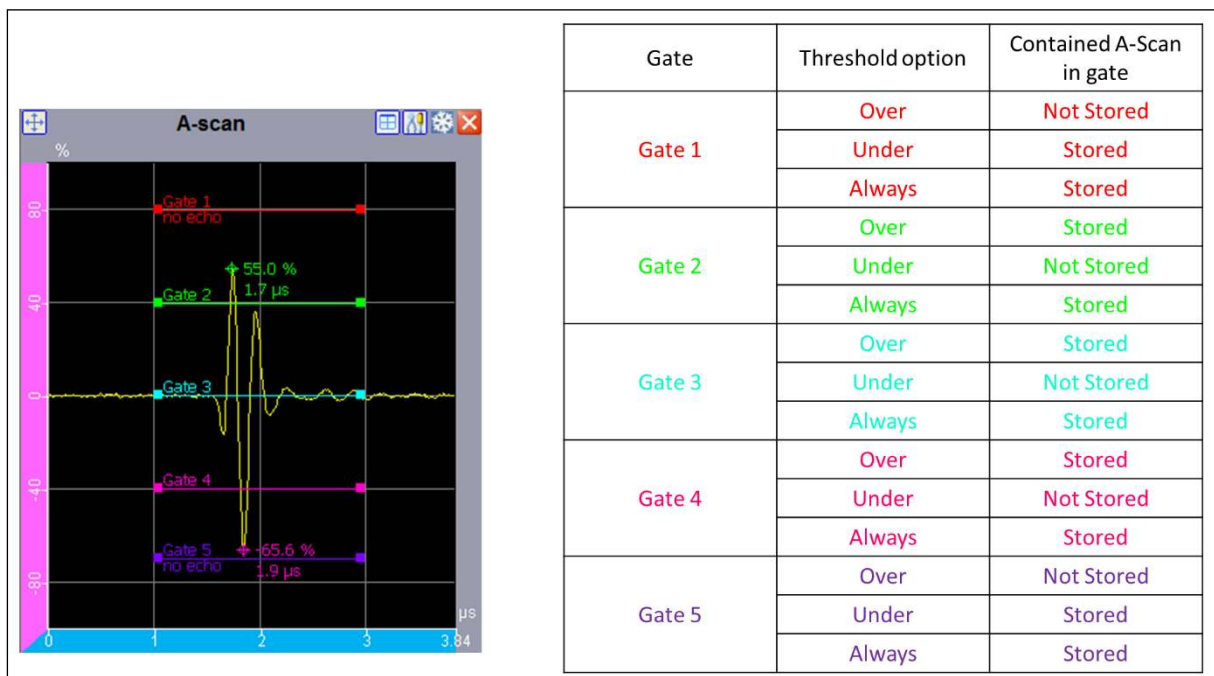 A-scan
%
80
Gate 1
no echo
55.0 %
1.7 µs
40
Gate 2
0
Gate 3
-40
Gate 4
Gate 5
no echo
-65.6 %
1.9 µs
-80
µs
0 1 2 3 3.84
Gate Threshold option Contained A-Scan
in gate
Gate 1
Over Not Stored
Under Stored
Always Stored
Gate 2
Over Stored
Under Not Stored
Always Stored
Gate 3
Over Stored
Under Not Stored
Always Stored
Gate 4
Over Stored
Under Not Stored
Always Stored
Gate 5
Over Not Stored
Under Stored
Always Stored